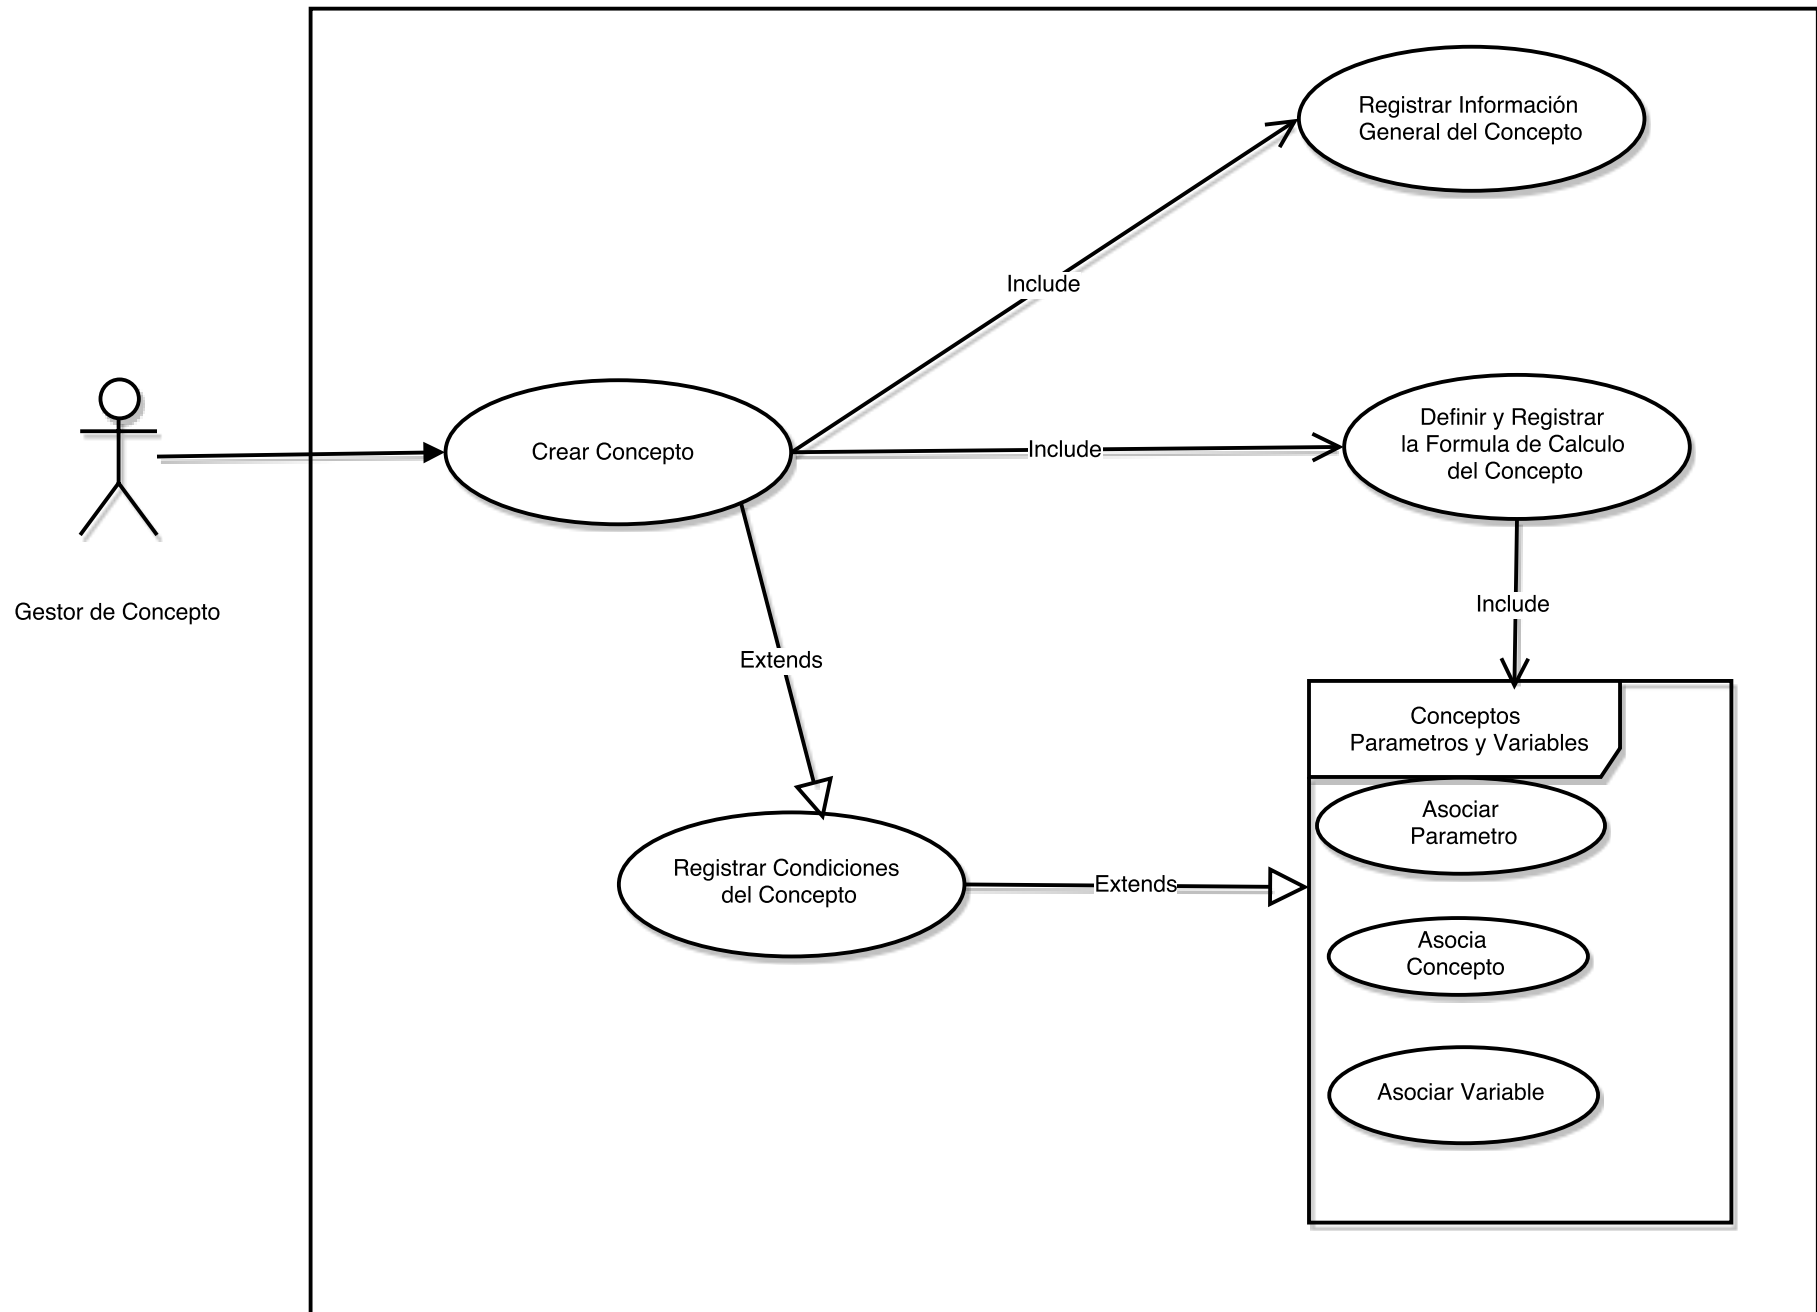 Registrar Información
General del Concepto
Include
Definir y Registrar
la Formula de Calculo
del Concepto
Crear Concepto
Include
Gestor de Concepto
Include
Extends
Conceptos
Parametros y Variables
Asociar
Parametro
Registrar Condiciones
del Concepto
Extends
Asocia
Concepto
Asociar Variable